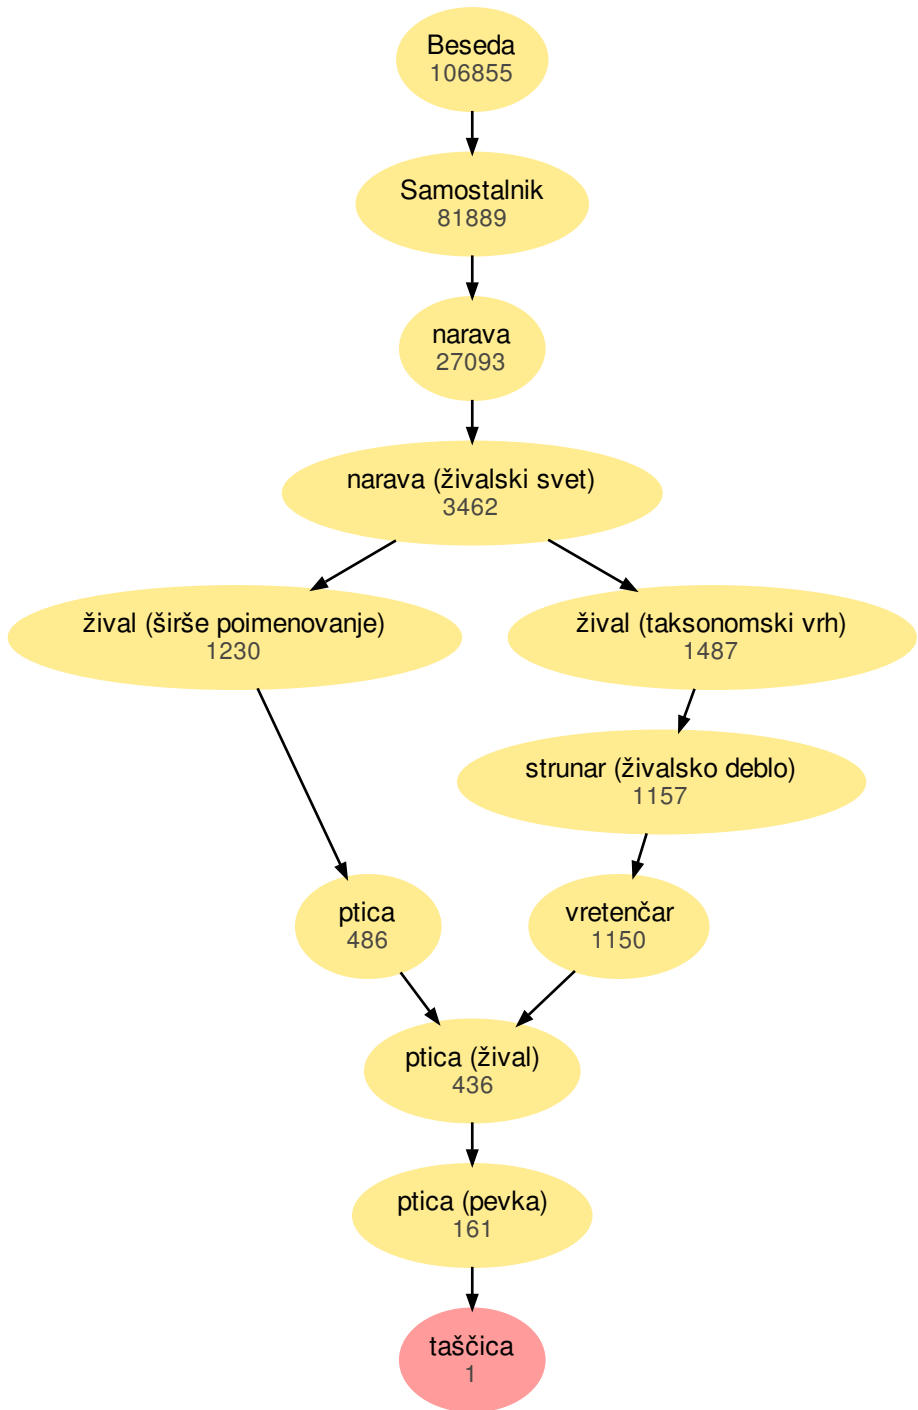 Beseda
106855
Samostalnik
81889
narava
27093
narava (živalski svet)
3462
žival (širše poimenovanje)
1230
žival (taksonomski vrh)
1487
strunar (živalsko deblo)
1157
ptica
486
vretenčar
1150
ptica (žival)
436
ptica (pevka)
161
taščica
1